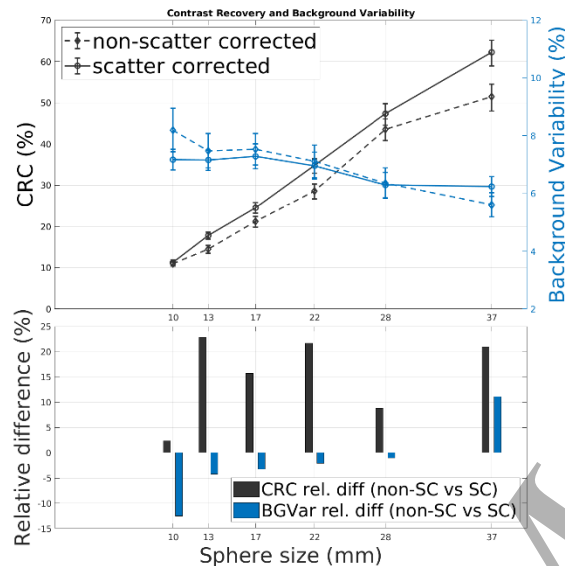 Contrast Recovery and Background Variability
non-scatter corrected
scatter corrected
CRC (%)
70
60
50
40
30
20
10
0
Background Variability (%)
12
10
8
6
4
2
10 13 17 22 28 37
Relative difference (%)
25
20
15
10
5
0
-5
-10
-15
CRC rel. diff (non-SC vs SC)
BGVar rel. diff (non-SC vs SC)
10 13 17 22 28 37
Sphere size (mm)